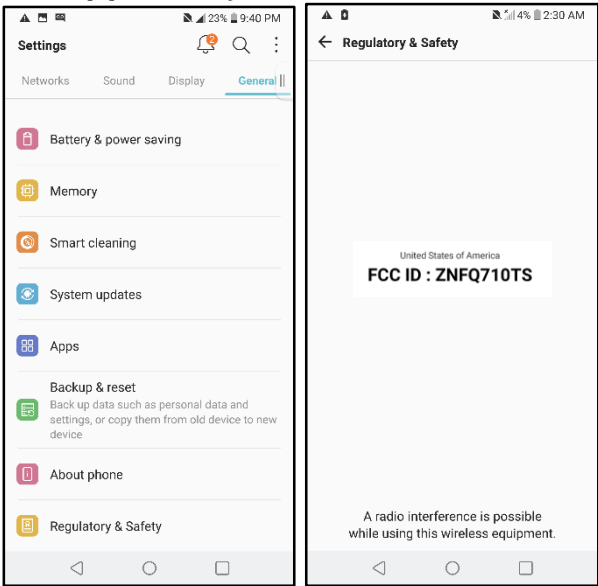 23% 9:40 PM
Settings
2
Networks Sound Display General
Battery & power saving
Memory
Smart cleaning
System updates
Apps
Backup & reset
Back up data such as personal data and
settings, or copy them from old device to new
device
About phone
Regulatory & Safety
4% 2:30 AM
Regulatory & Safety
United States of America
FCC ID : ZNFQ710TS
A radio interference is possible
while using this wireless equipment.